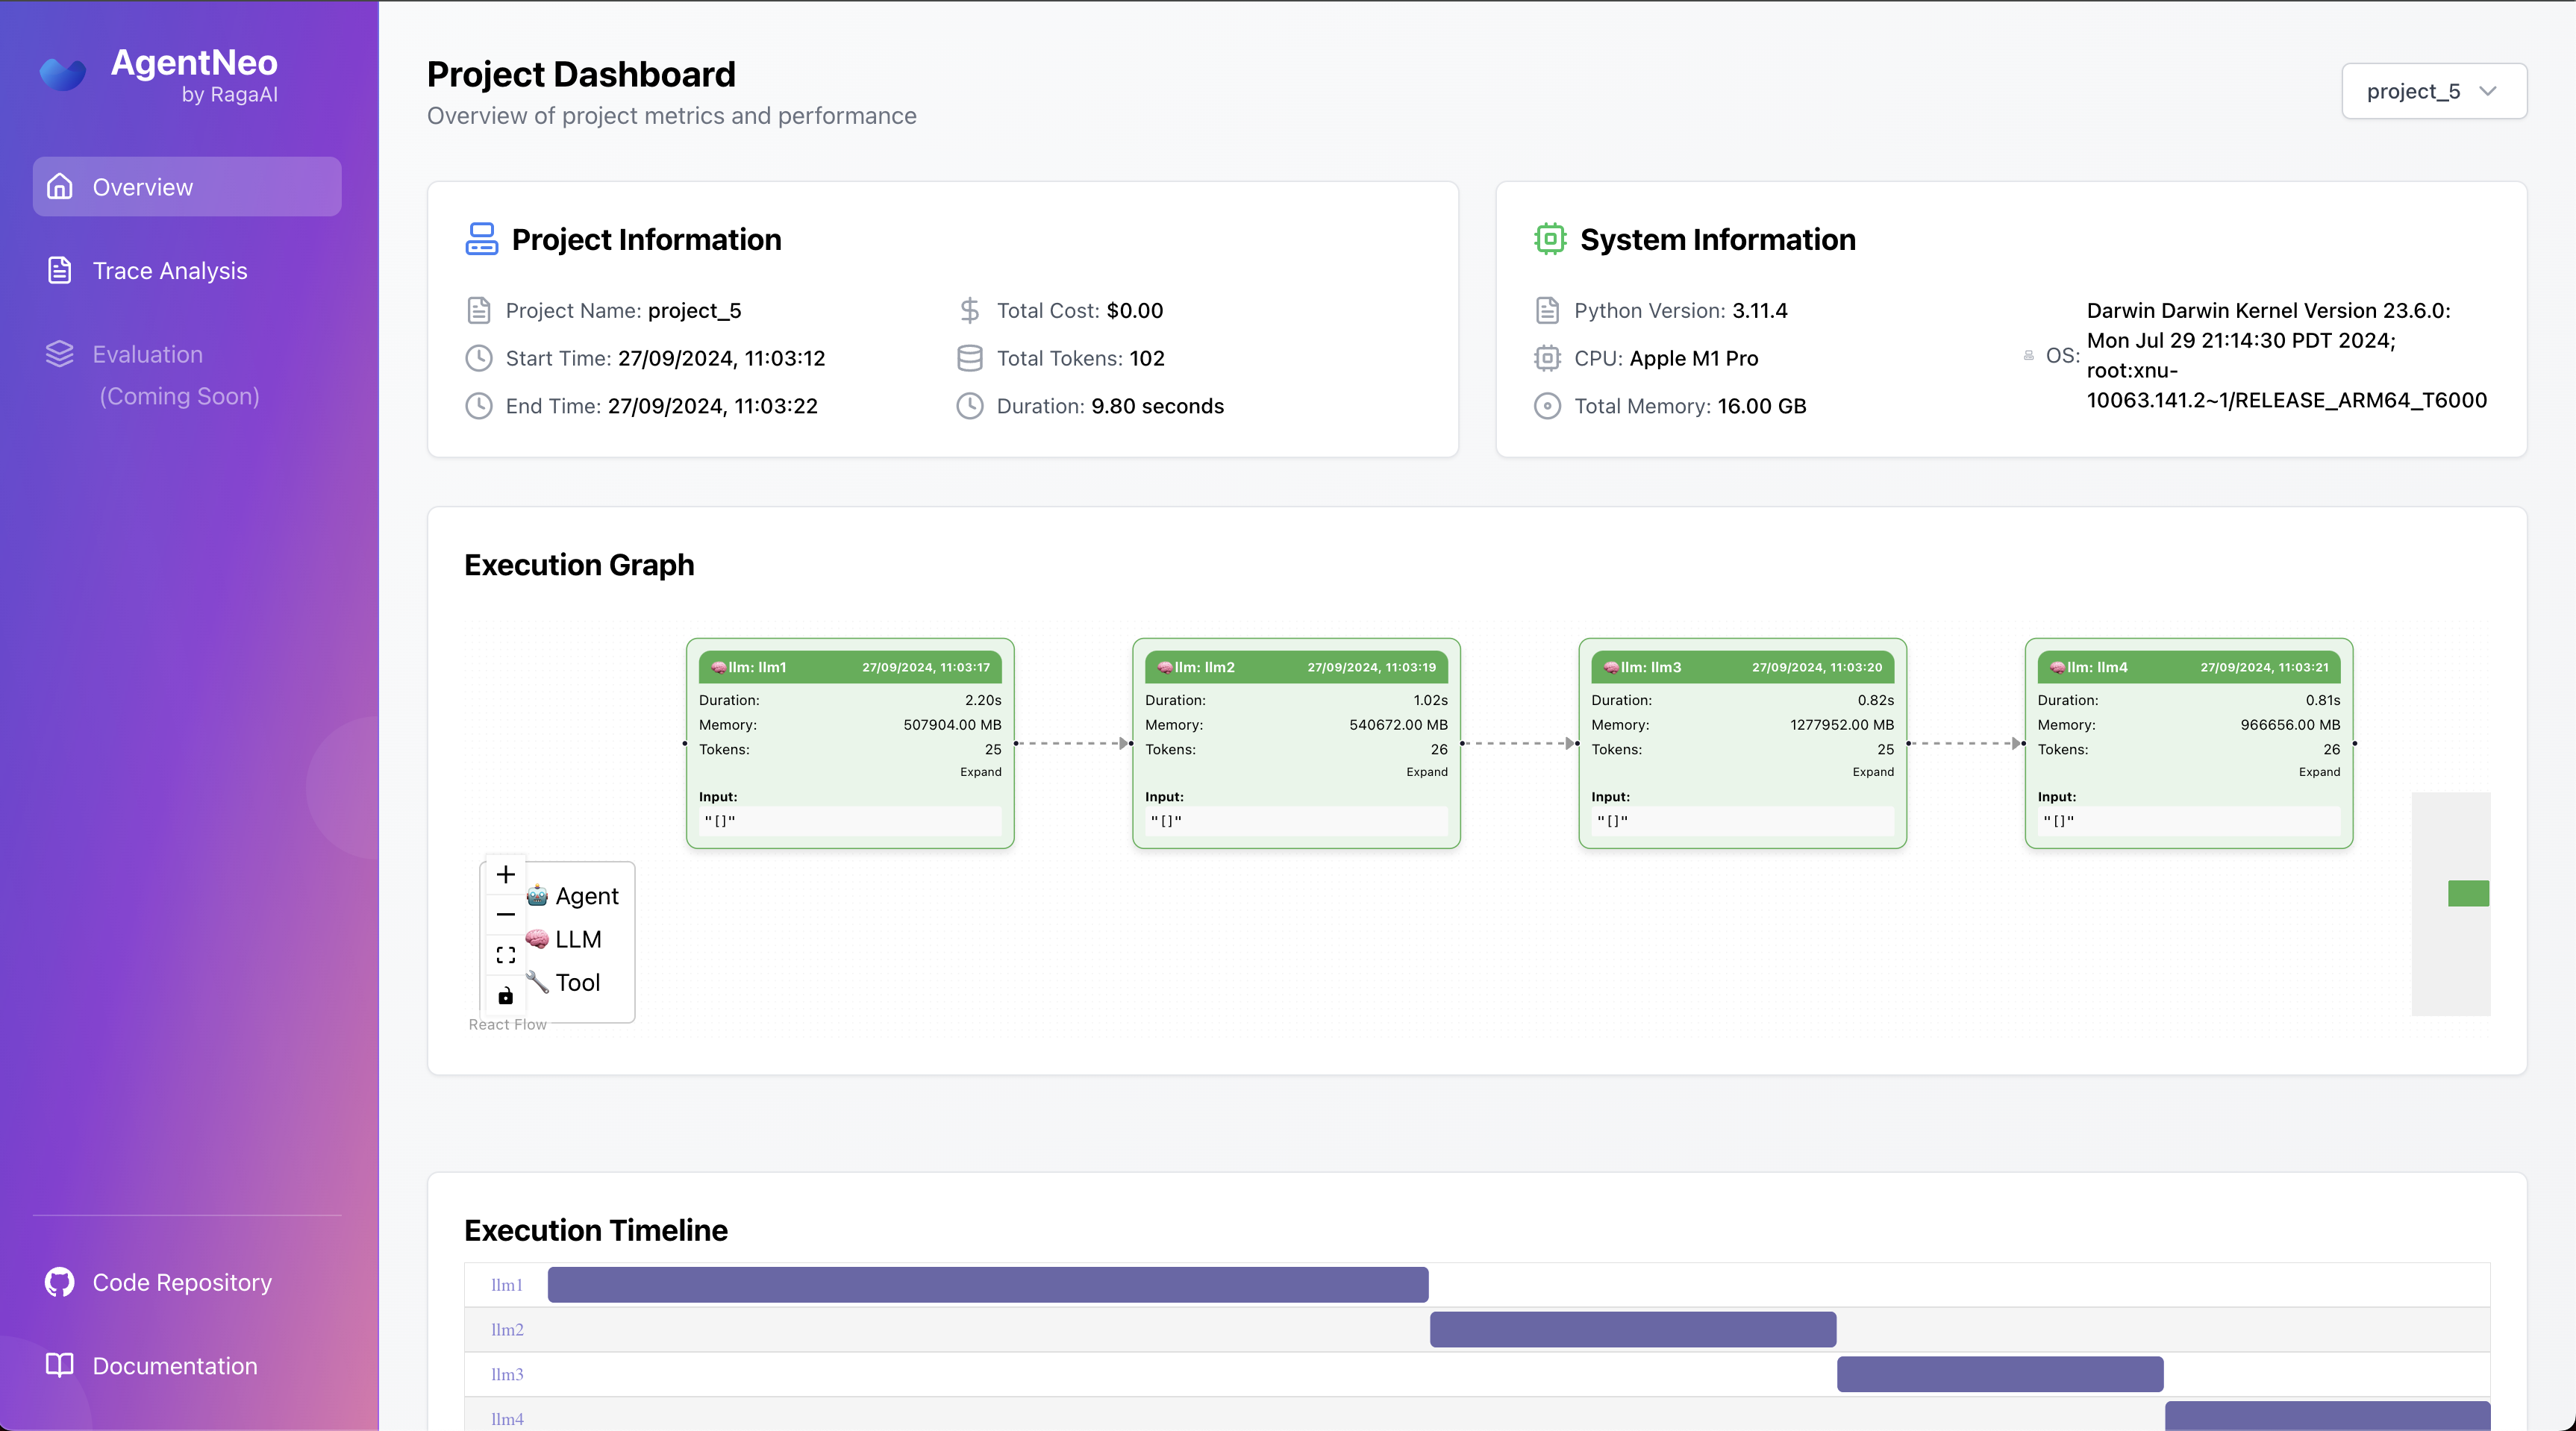 AgentNeo
by RagaAI
Overview
Trace Analysis
Evaluation
(Coming Soon)
Code Repository
Documentation
Project Dashboard
Overview of project metrics and performance
project_5
Project Information
Project Name: project_5
Start Time: 27/09/2024, 11:03:12
End Time: 27/09/2024, 11:03:22
Total Cost: $0.00
Total Tokens: 102
Duration: 9.80 seconds
System Information
Python Version: 3.11.4
CPU: Apple M1 Pro
Total Memory: 16.00 GB
OS:
Darwin Darwin Kernel Version 23.6.0:
Mon Jul 29 21:14:30 PDT 2024;
root:xnu-
10063.141.2~1/RELEASE_ARM64_T6000
Execution Graph
llm: llm1 27/09/2024, 11:03:17
Duration: 2.20s
Memory: 507904.00 MB
Tokens: 25
Expand
Input:
"[]"
llm: llm2 27/09/2024, 11:03:19
Duration: 1.02s
Memory: 540672.00 MB
Tokens: 26
Expand
Input:
"[]"
llm: llm3 27/09/2024, 11:03:20
Duration: 0.82s
Memory: 1277952.00 MB
Tokens: 25
Expand
Input:
"[]"
llm: llm4 27/09/2024, 11:03:21
Duration: 0.81s
Memory: 966656.00 MB
Tokens: 26
Expand
Input:
"[]"
Agent
LLM
Tool
React Flow
Execution Timeline
llm1
llm2
llm3
llm4